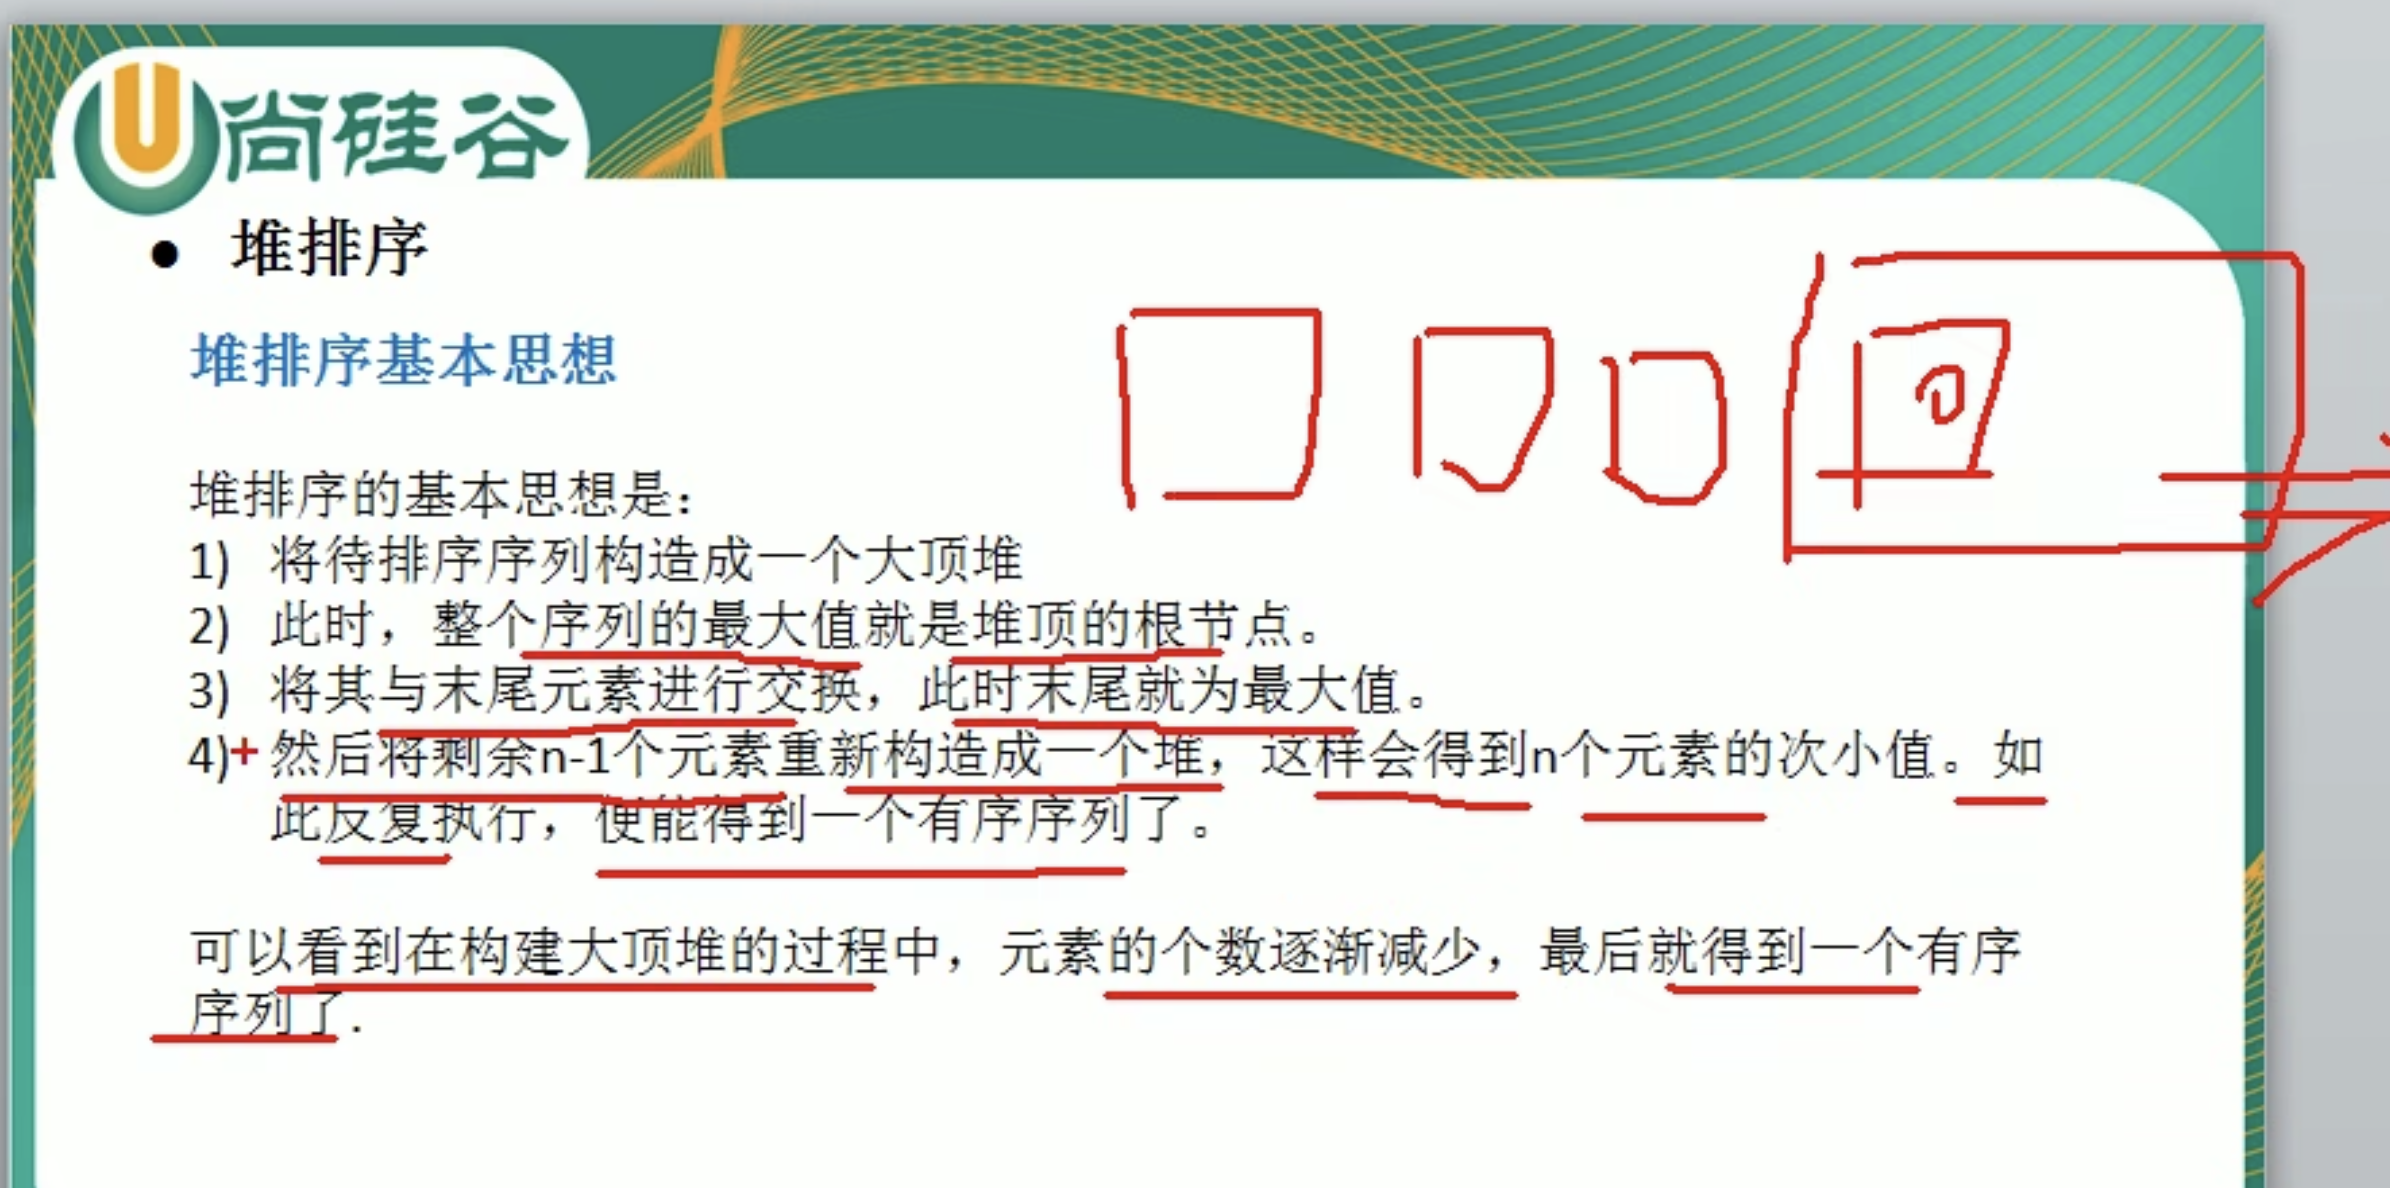 尚硅谷
● 堆排序
堆排序基本思想
堆排序的基本思想是：
1) 将待排序序列构造成一个大顶堆
2) 此时，整个序列的最大值就是堆顶的根节点。
3) 将其与末尾元素进行交换，此时末尾就为最大值。
4) 然后将剩余n-1个元素重新构造成一个堆，这样会得到n个元素的次小值。如
此反复执行，便能得到一个有序序列了。
可以看到在构建大顶堆的过程中，元素的个数逐渐减少，最后就得到一个有序
序列了.